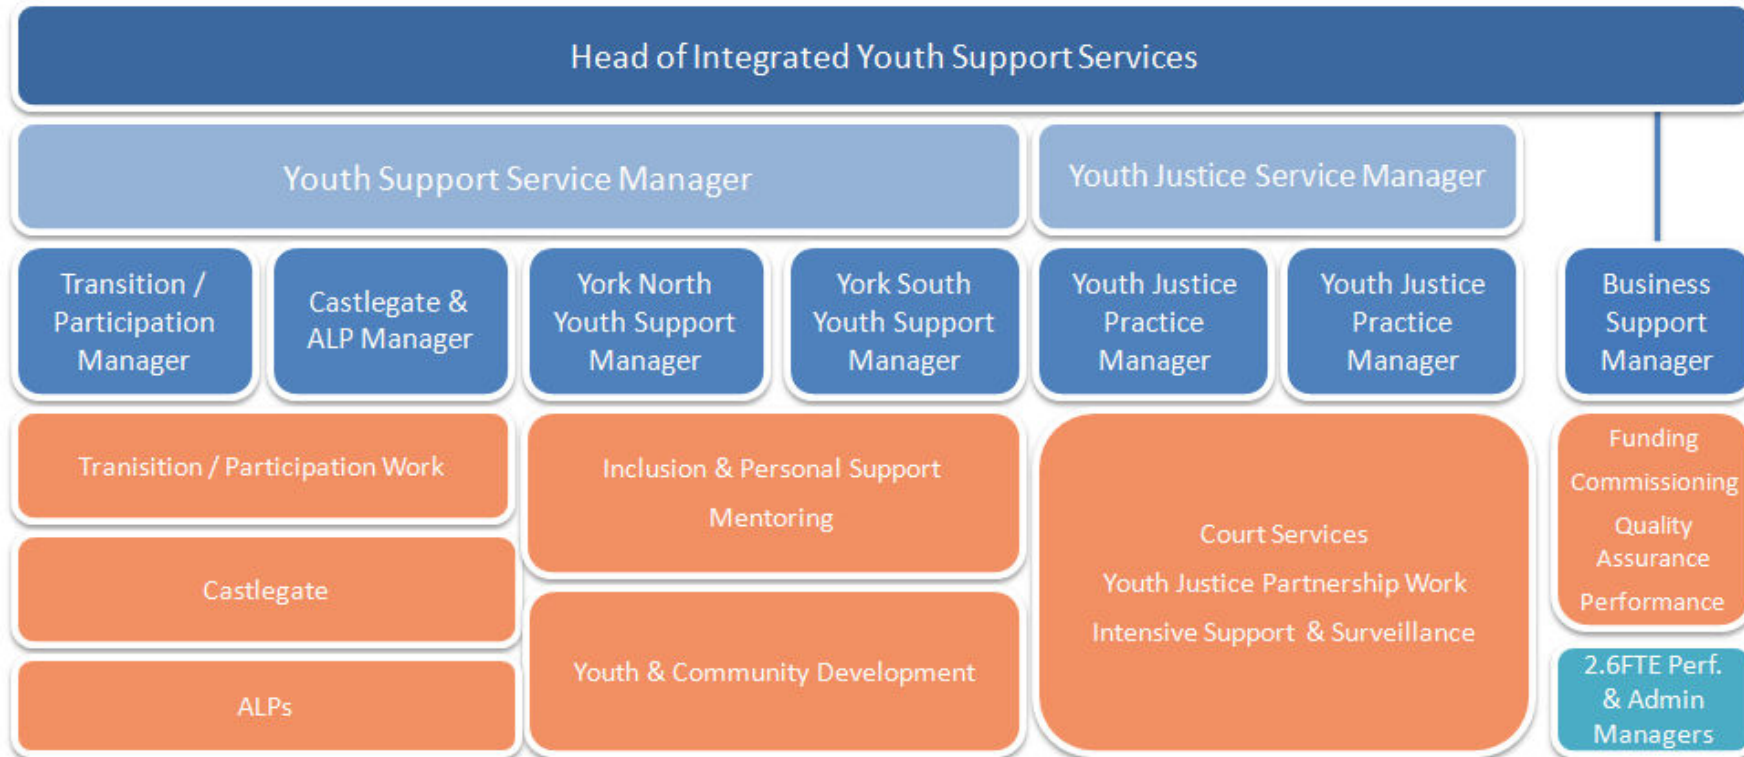 Head of Integrated Youth Support Services
Youth Support Service Manager
Youth Justice Service Manager
Transition /
Participation
Manager
Castlegate &
ALP Manager
York North
Youth Support
Manager
York South
Youth Support
Manager
Youth Justice
Practice
Manager
Youth Justice
Practice
Manager
Business
Support
Manager
Tranisition / Participation Work
Castlegate
ALPs
Inclusion & Personal Support
Mentoring
Youth & Community Development
Court Services
Youth Justice Partnership Work
Intensive Support & Surveillance
Funding
Commissioning
Quality
Assurance
Performance
2.6FTE Perf.
& Admin
Managers